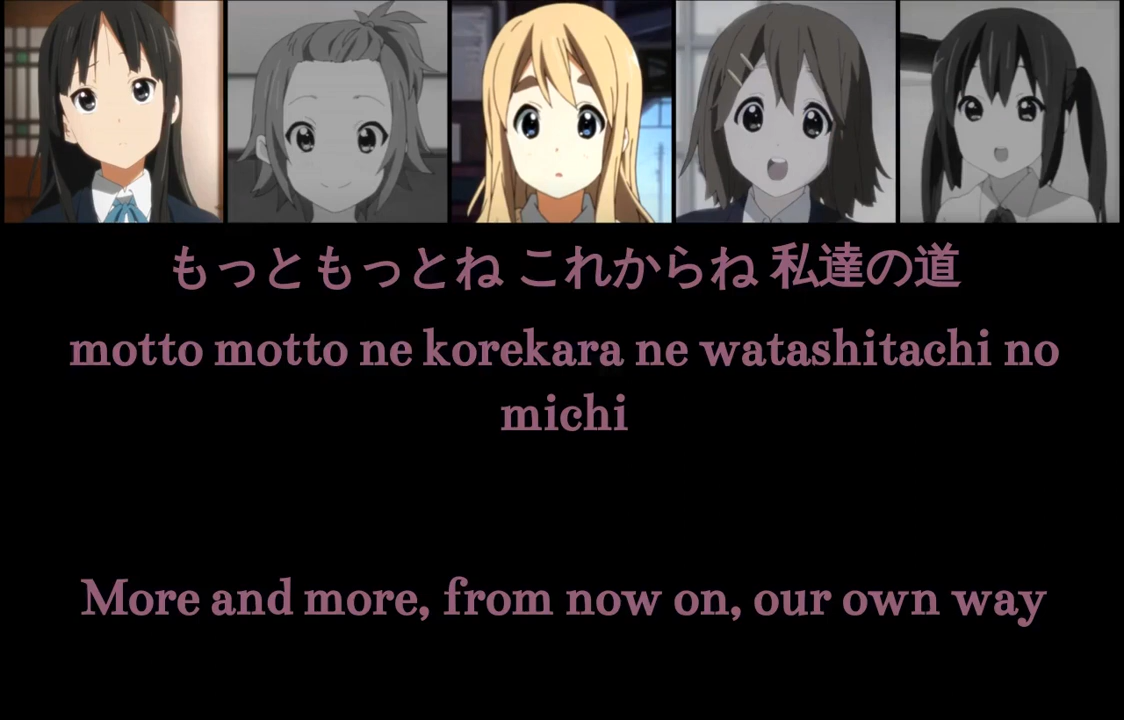 もっともっとね これからね 私達の道
motto motto ne korekara ne watashitachi no
michi
More and more, from now on, our own way